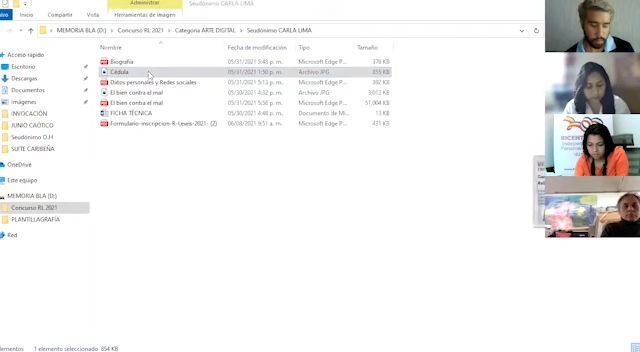 Administrar
Seudónimo CARLA LIMA
Inicio Compartir Vista Herramientas de imagen
MEMORIA BLA (D:) > Concurso RL 2021 > Categoria ARTE DIGITAL > Seudónimo CARLA LIMA
Nombre Fecha de modificación Tipo Tamaño
Acceso rápido
Escritorio
Descargas
Documentos
Imágenes
INVOCACIÓN
JUNIO CAÓTICO
Seudónimo D.H
SUITE CARIBEÑA
OneDrive
Este equipo
MEMORIA BLA (D:)
Concurso RL 2021
PLANTILLAGRAFÍA
Red
Biografía 05/31/2021 5:46 p. m. Microsoft Edge P... 378 KB
Cédula 05/31/2021 1:50 p. m. Archivo JPG 855 KB
Datos personales y Redes sociales 05/31/2021 5:13 p. m. Microsoft Edge P... 392 KB
El bien contra el mal 05/30/2021 4:32 p. m. Archivo JPG 3,012 KB
El bien contra el mal 05/31/2021 5:58 p. m. Microsoft Edge P... 51,004 KB
FICHA TÉCNICA 05/30/2021 4:48 p. m. Documento de Mi... 13 KB
Formulario-inscripcion-R-Lewis-2021- (2) 06/03/2021 9:51 a. m. Microsoft Edge P... 431 KB
elementos 1 elemento seleccionado 854 KB